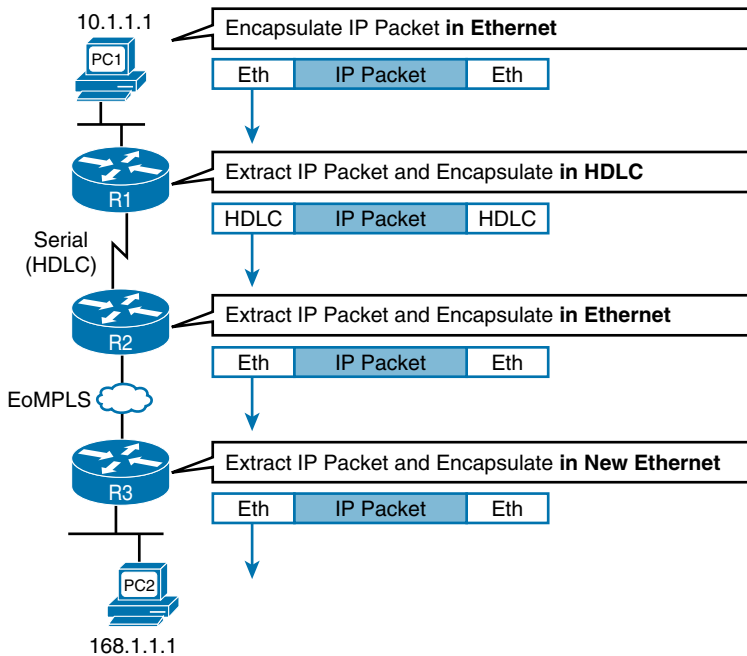 10.1.1.1
Encapsulate IP Packet in Ethernet
PC1
Eth IP Packet Eth
R1
Extract IP Packet and Encapsulate in HDLC
HDLC IP Packet HDLC
Serial
(HDLC)
R2
Extract IP Packet and Encapsulate in Ethernet
Eth IP Packet Eth
EoMPLS
R3
Extract IP Packet and Encapsulate in New Ethernet
Eth IP Packet Eth
PC2
168.1.1.1